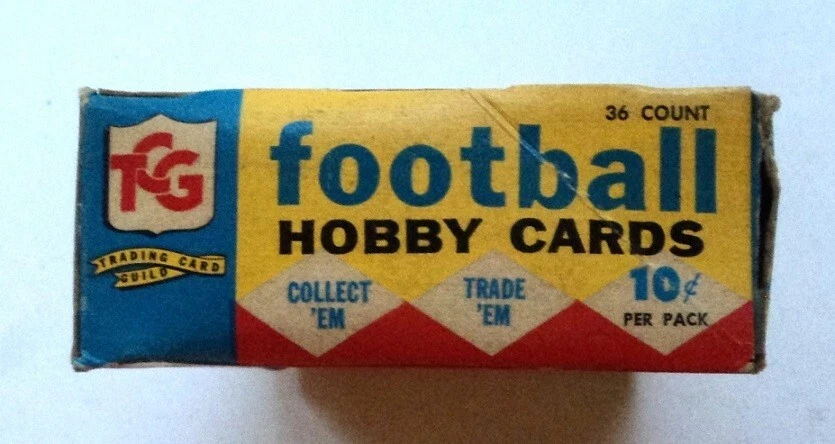 TCG
TRADING CARD
GUILD
36 COUNT
football
HOBBY CARDS
COLLECT
'EM
TRADE
'EM
10¢
PER PACK